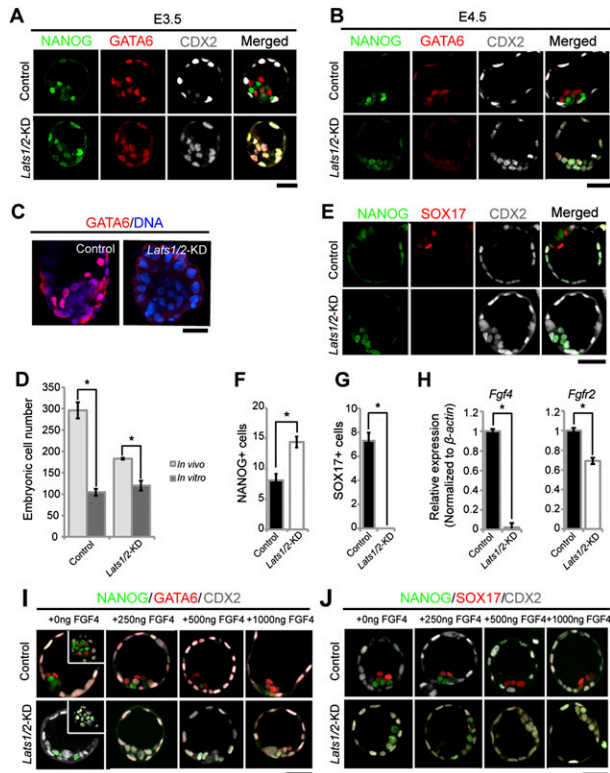 A
E3.5
NANOG GATA6 CDX2 Merged
Control
Lats1/2-KD
B
E4.5
NANOG GATA6 CDX2 Merged
Control
Lats1/2-KD
C
GATA6/DNA
Control
Lats1/2-KD
E
NANOG SOX17 CDX2 Merged
Control
Lats1/2-KD
D
Embryonic cell number
350
300
250
200
150
100
50
0
*
*
In vivo
In vitro
Control
Lats1/2-KD
F
NANOG+ cells
20
15
10
5
0
*
Control
Lats1/2-KD
G
SOX17+ cells
10
8
6
4
2
0
*
Control
Lats1/2-KD
H
Relative expression
(Normalized to β-actin)
Fgf4
1.2
1
0.8
0.6
0.4
0.2
0
*
Control
Lats1/2-KD
Fgfr2
1.2
1
0.8
0.6
0.4
0.2
0
*
Control
Lats1/2-KD
I
NANOG/GATA6/CDX2
+0ng FGF4 +250ng FGF4 +500ng FGF4 +1000ng FGF4
Control
Lats1/2-KD
J
NANOG/SOX17/CDX2
+0ng FGF4 +250ng FGF4 +500ng FGF4 +1000ng FGF4
Control
Lats1/2-KD